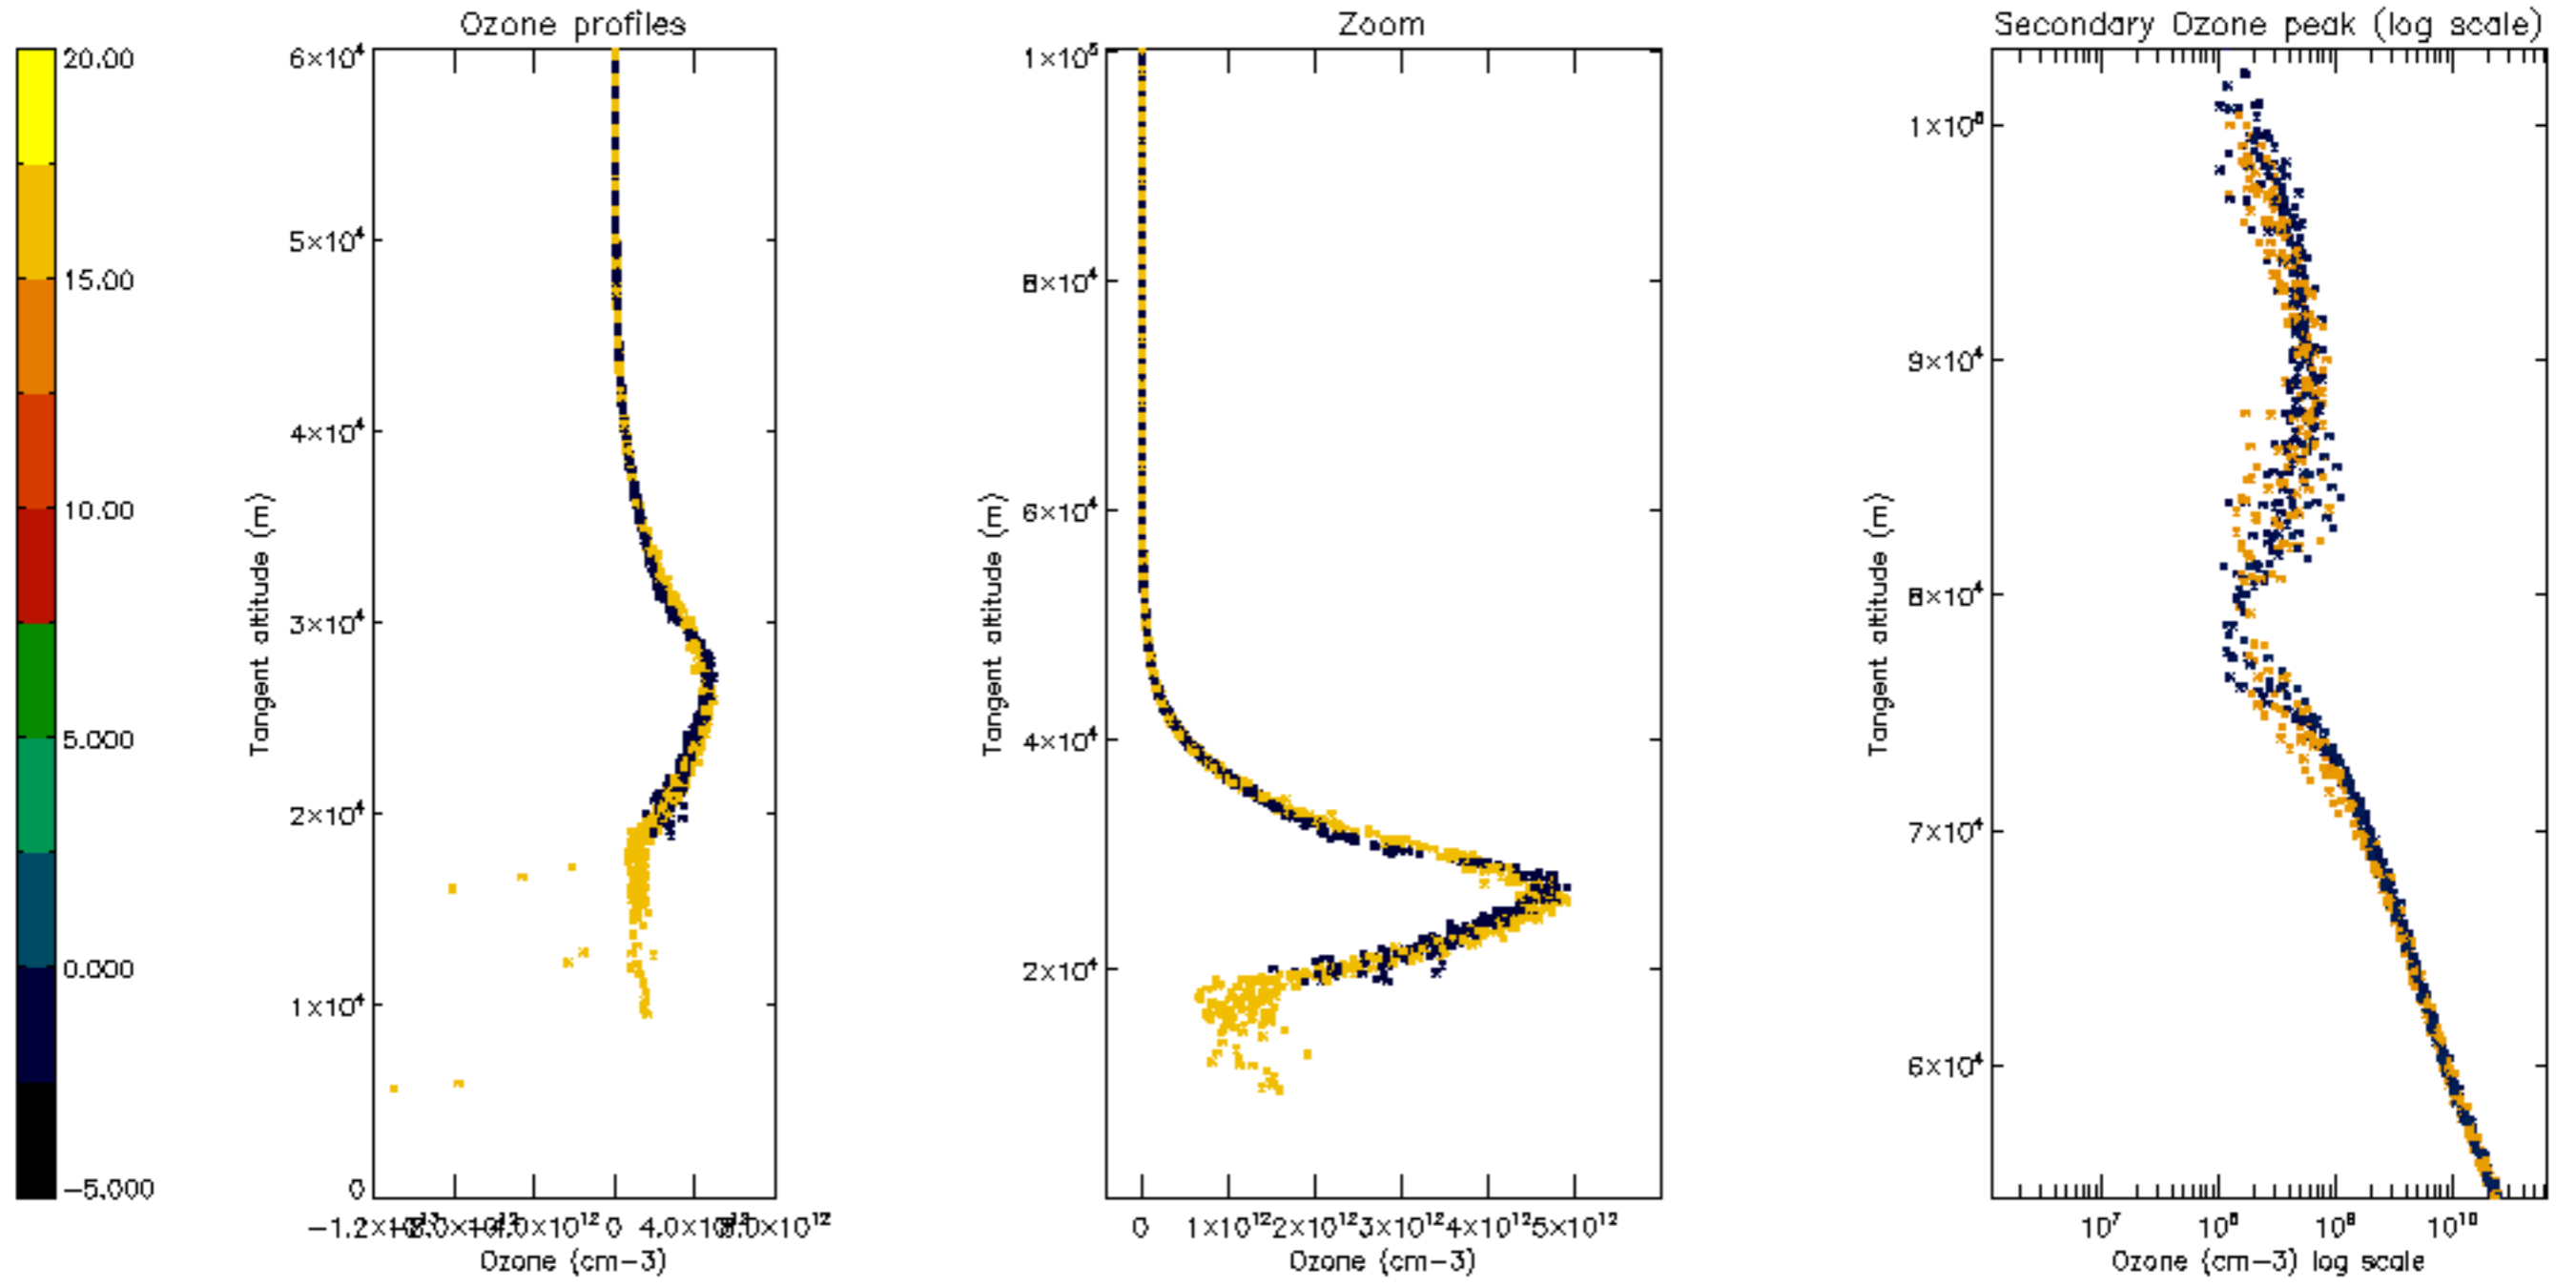 Ozone profiles
Zoom
Secondary Ozone peak (log scale)
20.00
15.00
10.00
5.000
0.000
−5.000
6×10⁴
5×10⁴
4×10⁴
3×10⁴
2×10⁴
1×10⁴
0
Tangent altitude (m)
0
Ozone (cm−3)
1×10⁵
8×10⁴
6×10⁴
4×10⁴
2×10⁴
Tangent altitude (m)
0 1×10¹² 2×10¹² 3×10¹² 4×10¹² 5×10¹²
Ozone (cm−3)
1×10⁵
9×10⁴
8×10⁴
7×10⁴
6×10⁴
Tangent altitude (m)
10⁷ 10⁸ 10⁹ 10¹⁰
Ozone (cm−3) log scale